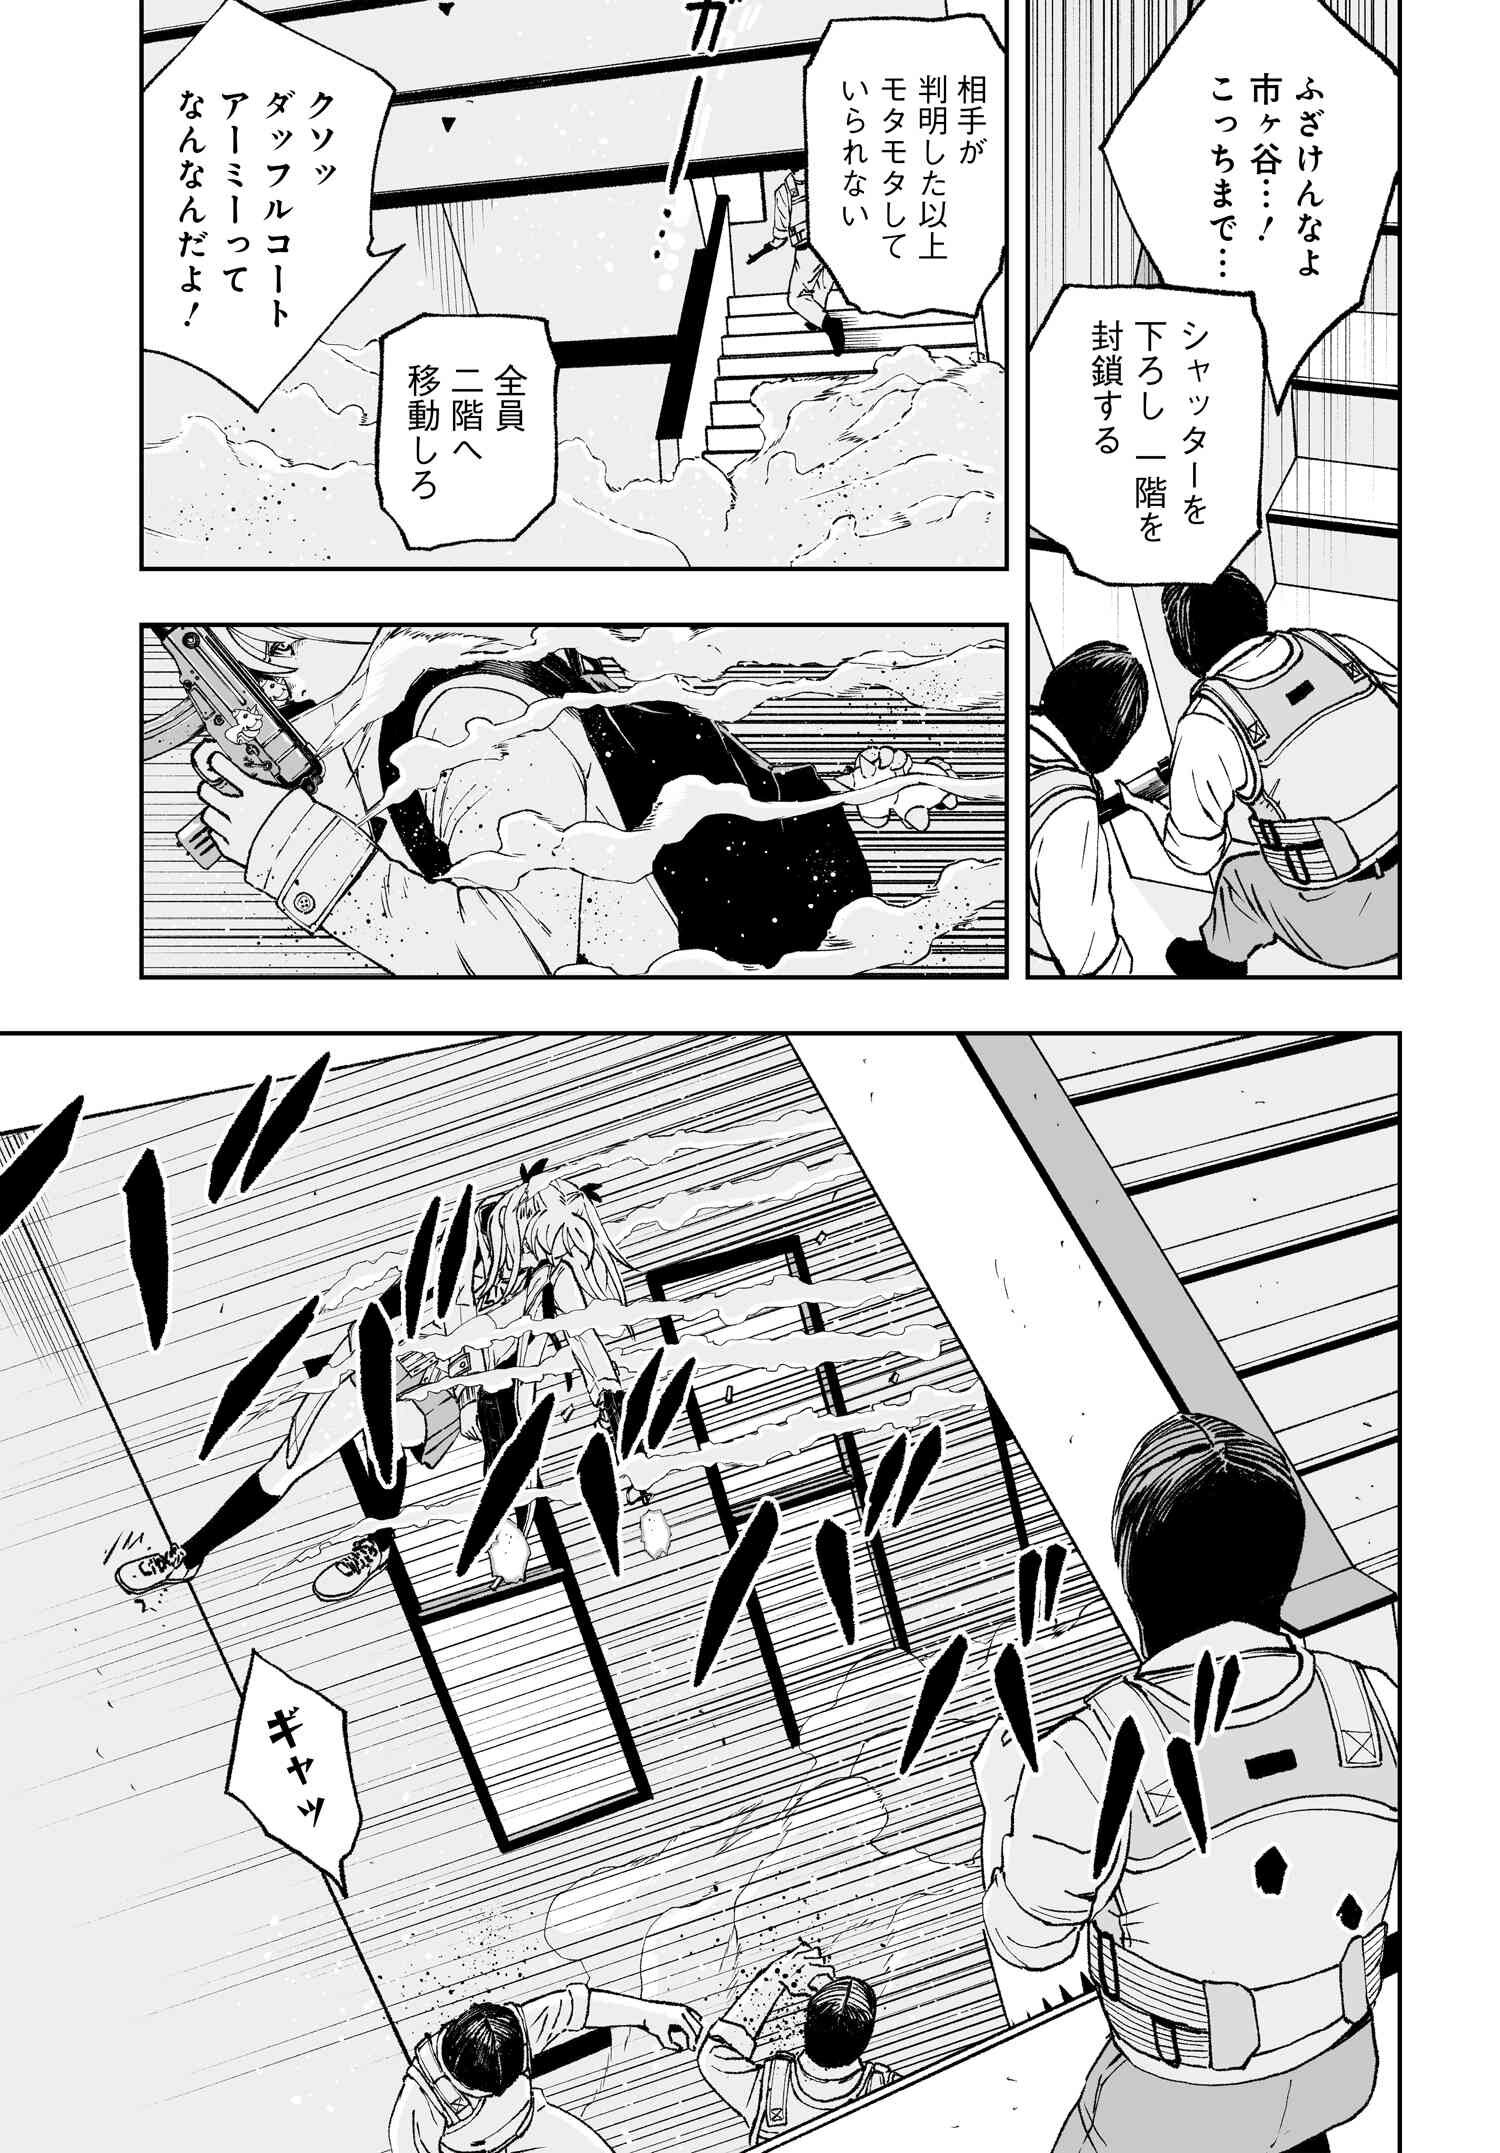 ふざけんなよ
市ヶ谷…！
こっちまで…
シャッターを
下ろし 一階を
封鎖する
相手が
判明した以上
モタモタして
いられない
ガ
全員
二階へ
移動しろ
クソッ
ダッフルコート
アーミーって
なんなんだよ！
ギャッ